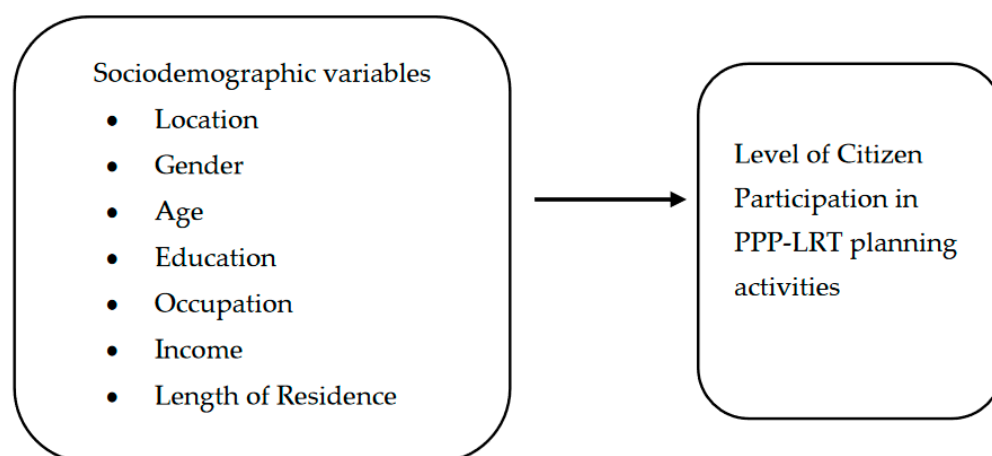 Sociodemographic variables
• Location
• Gender
• Age
• Education
• Occupation
• Income
• Length of Residence
Level of Citizen
Participation in
PPP-LRT planning
activities